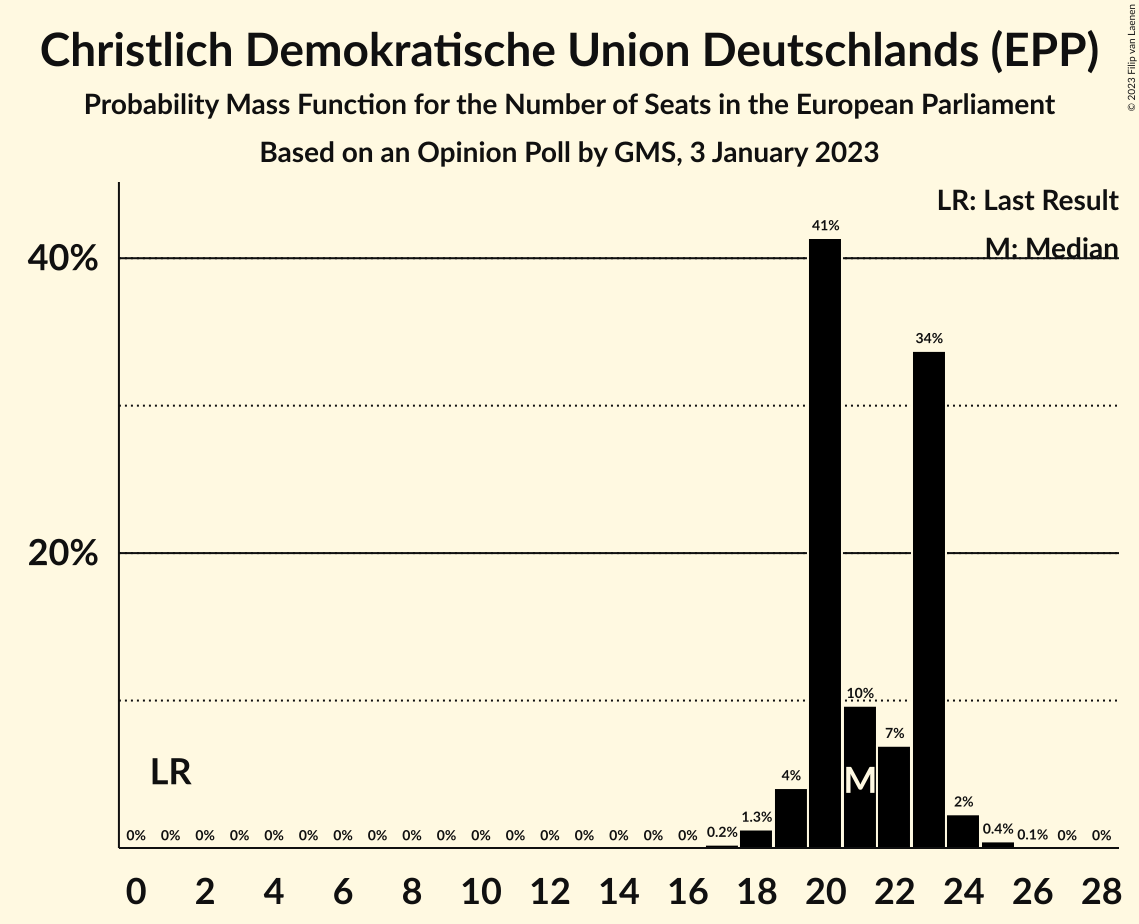 Christlich Demokratische Union Deutschlands (EPP)
Probability Mass Function for the Number of Seats in the European Parliament
Based on an Opinion Poll by GMS, 3 January 2023
© 2023 Filip van Laenen
LR: Last Result
M: Median
40%
20%
41%
34%
10%
7%
4%
2%
1.3%
0.4%
0.2%
0.1%
LR
M
0% 0% 0% 0% 0% 0% 0% 0% 0% 0% 0% 0% 0% 0% 0% 0% 0% 0% 0%
0 2 4 6 8 10 12 14 16 18 20 22 24 26 28